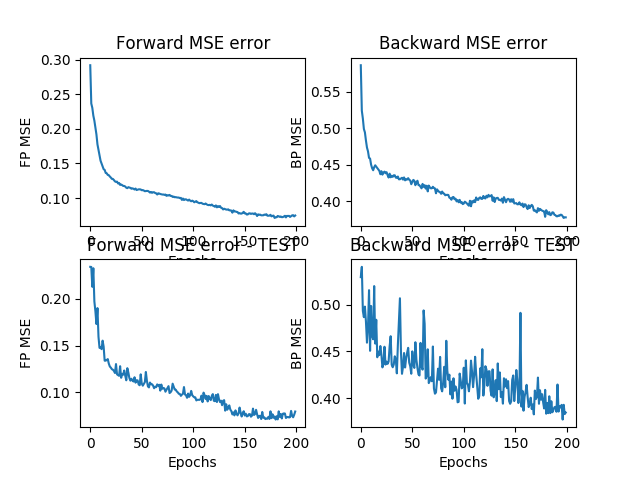 Forward MSE error
FP MSE
0.30
0.25
0.20
0.15
0.10
0 50 100 150 200
Epochs
Backward MSE error
BP MSE
0.55
0.50
0.45
0.40
0 50 100 150 200
Epochs
Forward MSE error - TEST
FP MSE
0.20
0.15
0.10
0 50 100 150 200
Epochs
Backward MSE error - TEST
BP MSE
0.50
0.45
0.40
0 50 100 150 200
Epochs